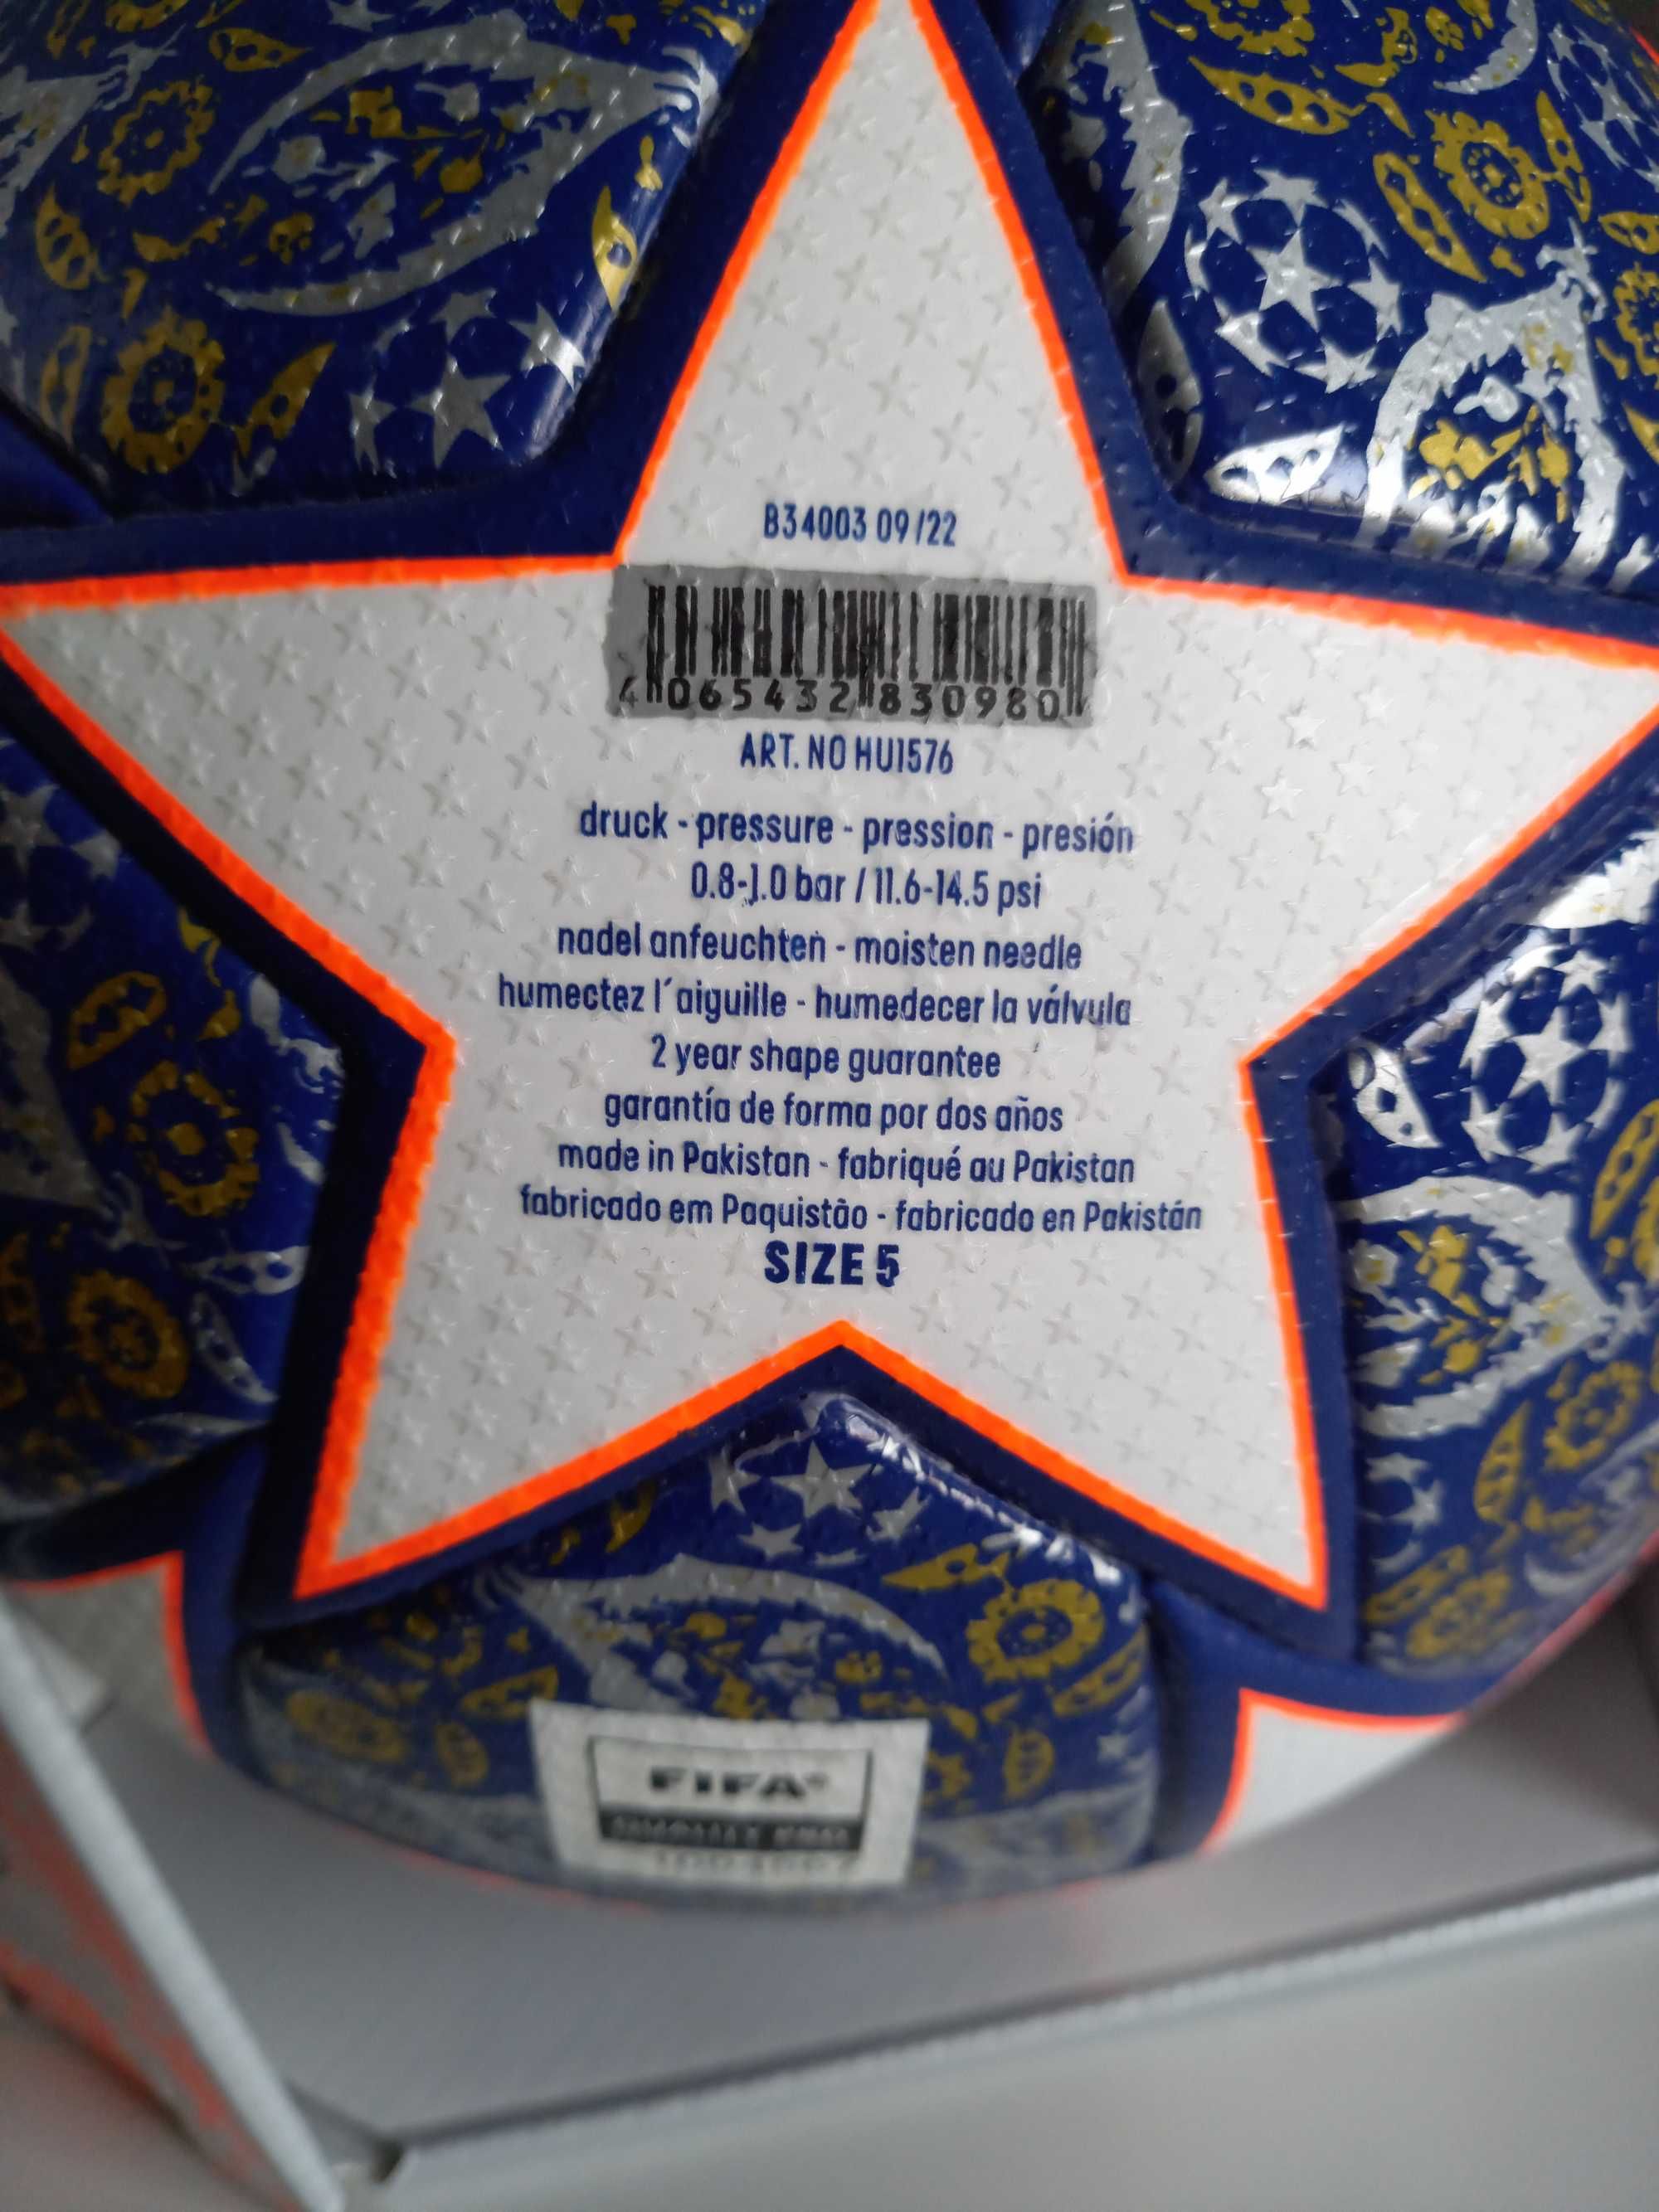 B34003 09/22
4 065432 830980
ART. NO HU1576
druck - pressure - pression - presión
0.8-1.0 bar / 11.6-14.5 psi
nadel anfeuchten - moisten needle
humectez l´aiguille - humedecer la válvula
2 year shape guarantee
garantía de forma por dos años
made in Pakistan - fabriqué au Pakistan
fabricado em Paquistão - fabricado en Pakistán
SIZE 5
FIFA®
QUALITY PRO